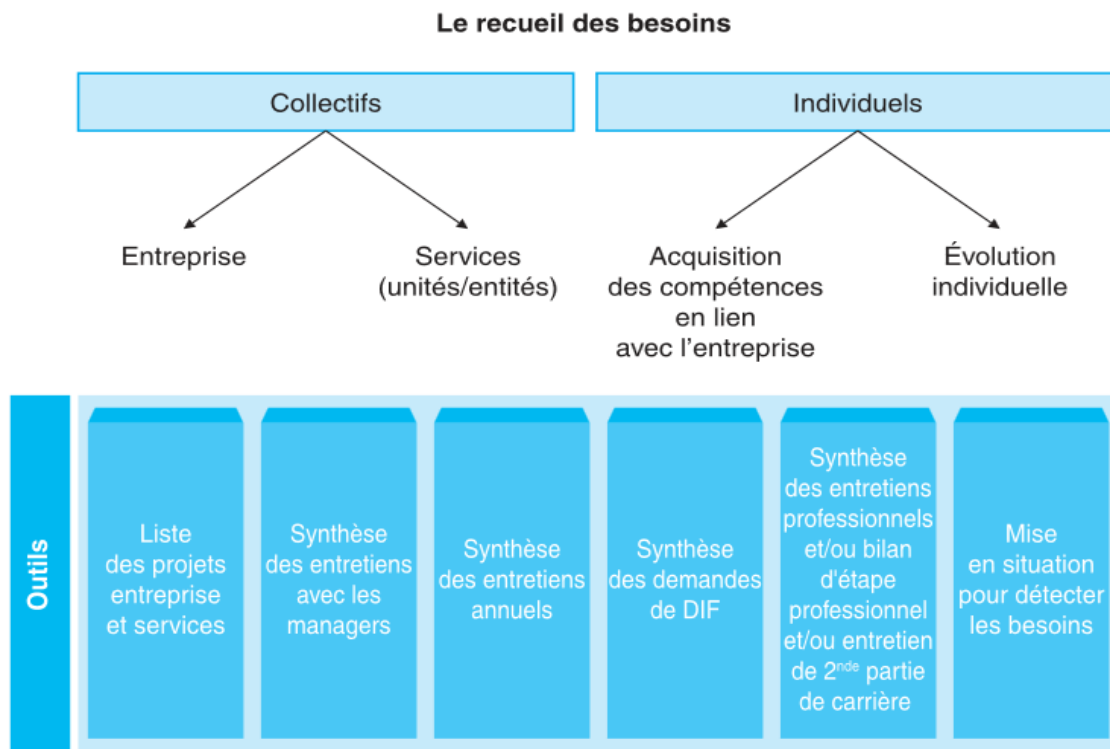 Le recueil des besoins
Collectifs
Individuels
Entreprise
Services
(unités/entités)
Acquisition
des compétences
en lien
avec l'entreprise
Évolution
individuelle
Outils
Liste
des projets
entreprise
et services
Synthèse
des entretiens
avec les
managers
Synthèse
des entretiens
annuels
Synthèse
des demandes
de DIF
Synthèse
des entretiens
professionnels
et/ou bilan
d'étape
professionnel
et/ou entretien
de 2nde partie
de carrière
Mise
en situation
pour détecter
les besoins